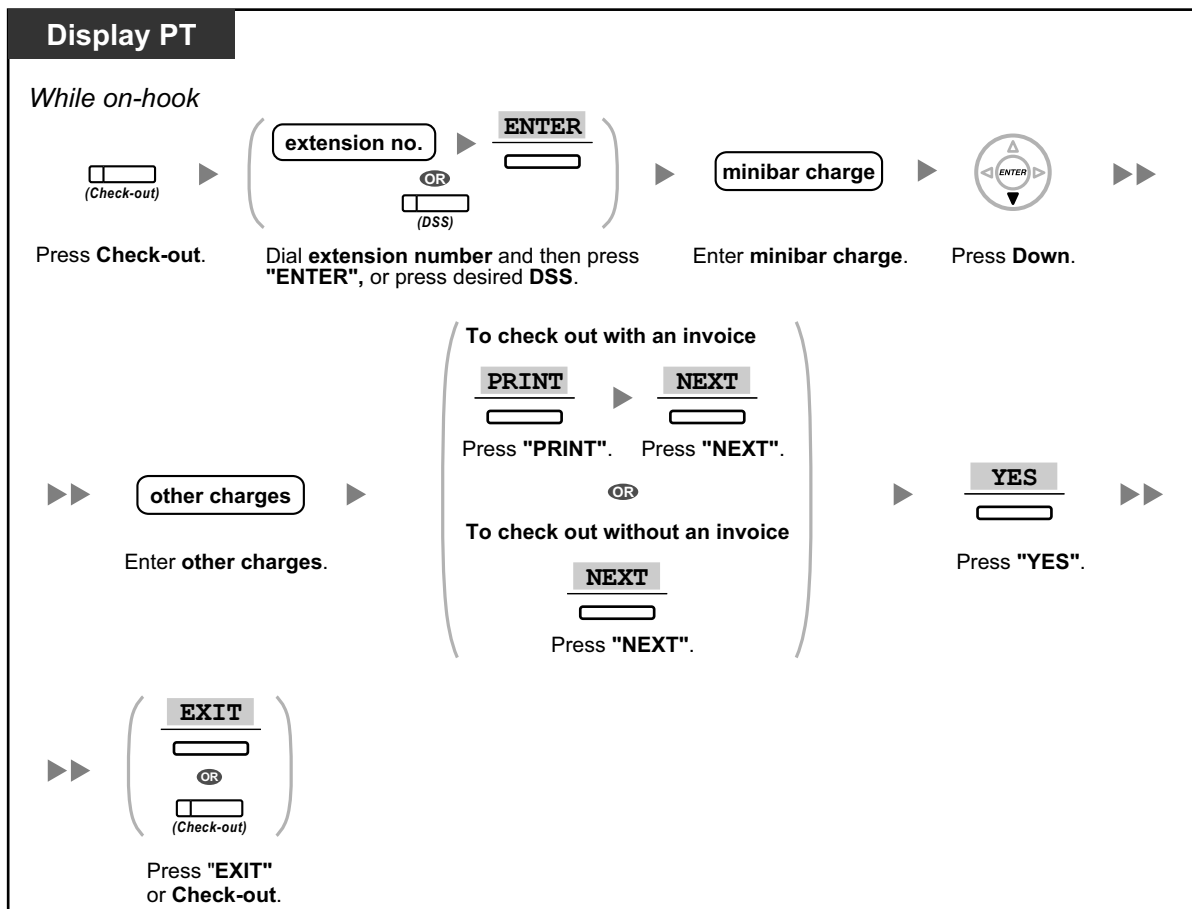 Display PT
While on-hook
(Check-out)
extension no.
ENTER
OR
(DSS)
minibar charge
ENTER
Press Check-out.
Dial extension number and then press
"ENTER", or press desired DSS.
Enter minibar charge.
Press Down.
other charges
Enter other charges.
To check out with an invoice
PRINT
NEXT
Press "PRINT".
Press "NEXT".
OR
To check out without an invoice
NEXT
Press "NEXT".
YES
Press "YES".
EXIT
OR
(Check-out)
Press "EXIT"
or Check-out.